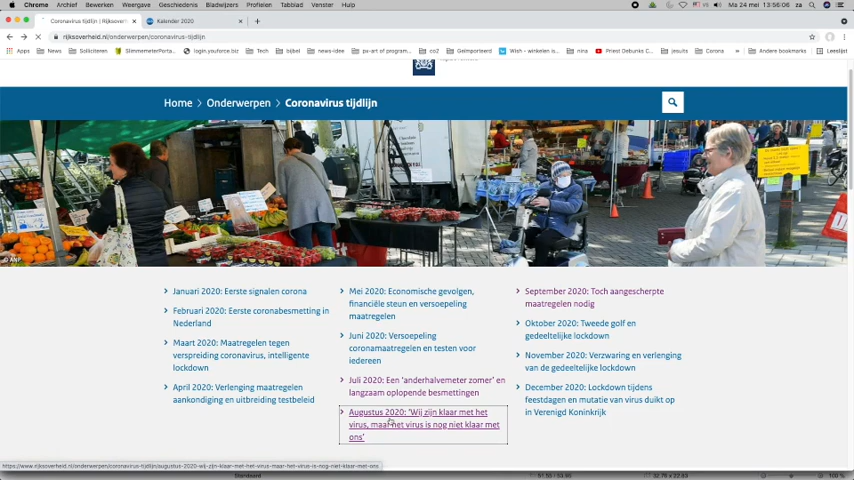 Chrome Archief Bewerken Weergave Geschiedenis Bladwijzers Profielen Tabblad Venster Help
Ma 24 mei 13:56:06 za
Coronavirus tijdlijn | Rijksover
Kalender 2020
rijksoverheid.nl/onderwerpen/coronavirus-tijdlijn
Apps News Solliciteren SlimmemeterPortal login.youforce.biz Tech bijbel news-idee pv-art of program... co2 Geïmporteerd Wish - winkelen is... nina Priest Debunks C... jesuits Corona » Andere bookmarks Leeslijst
Home > Onderwerpen > Coronavirus tijdlijn
© ANP
Januari 2020: Eerste signalen corona
Februari 2020: Eerste coronabesmetting in
Nederland
Maart 2020: Maatregelen tegen
verspreiding coronavirus, intelligente
lockdown
April 2020: Verlenging maatregelen
aankondiging en uitbreiding testbeleid
Mei 2020: Economische gevolgen,
financiële steun en versoepeling
maatregelen
Juni 2020: Versoepeling
coronamaatregelen en testen voor
iedereen
Juli 2020: Een 'anderhalvemeter zomer' en
langzaam oplopende besmettingen
Augustus 2020: 'Wij zijn klaar met het
virus, maar het virus is nog niet klaar met
ons'
September 2020: Toch aangescherpte
maatregelen nodig
Oktober 2020: Tweede golf en
gedeeltelijke lockdown
November 2020: Verzwaring en verlenging
van de gedeeltelijke lockdown
December 2020: Lockdown tijdens
feestdagen en mutatie van virus duikt op
in Verenigd Koninkrijk
https://www.rijksoverheid.nl/onderwerpen/coronavirus-tijdlijn/augustus-2020-wij-zijn-klaar-met-het-virus-maar-het-virus-is-nog-niet-klaar-met-ons
Standaard
100 %